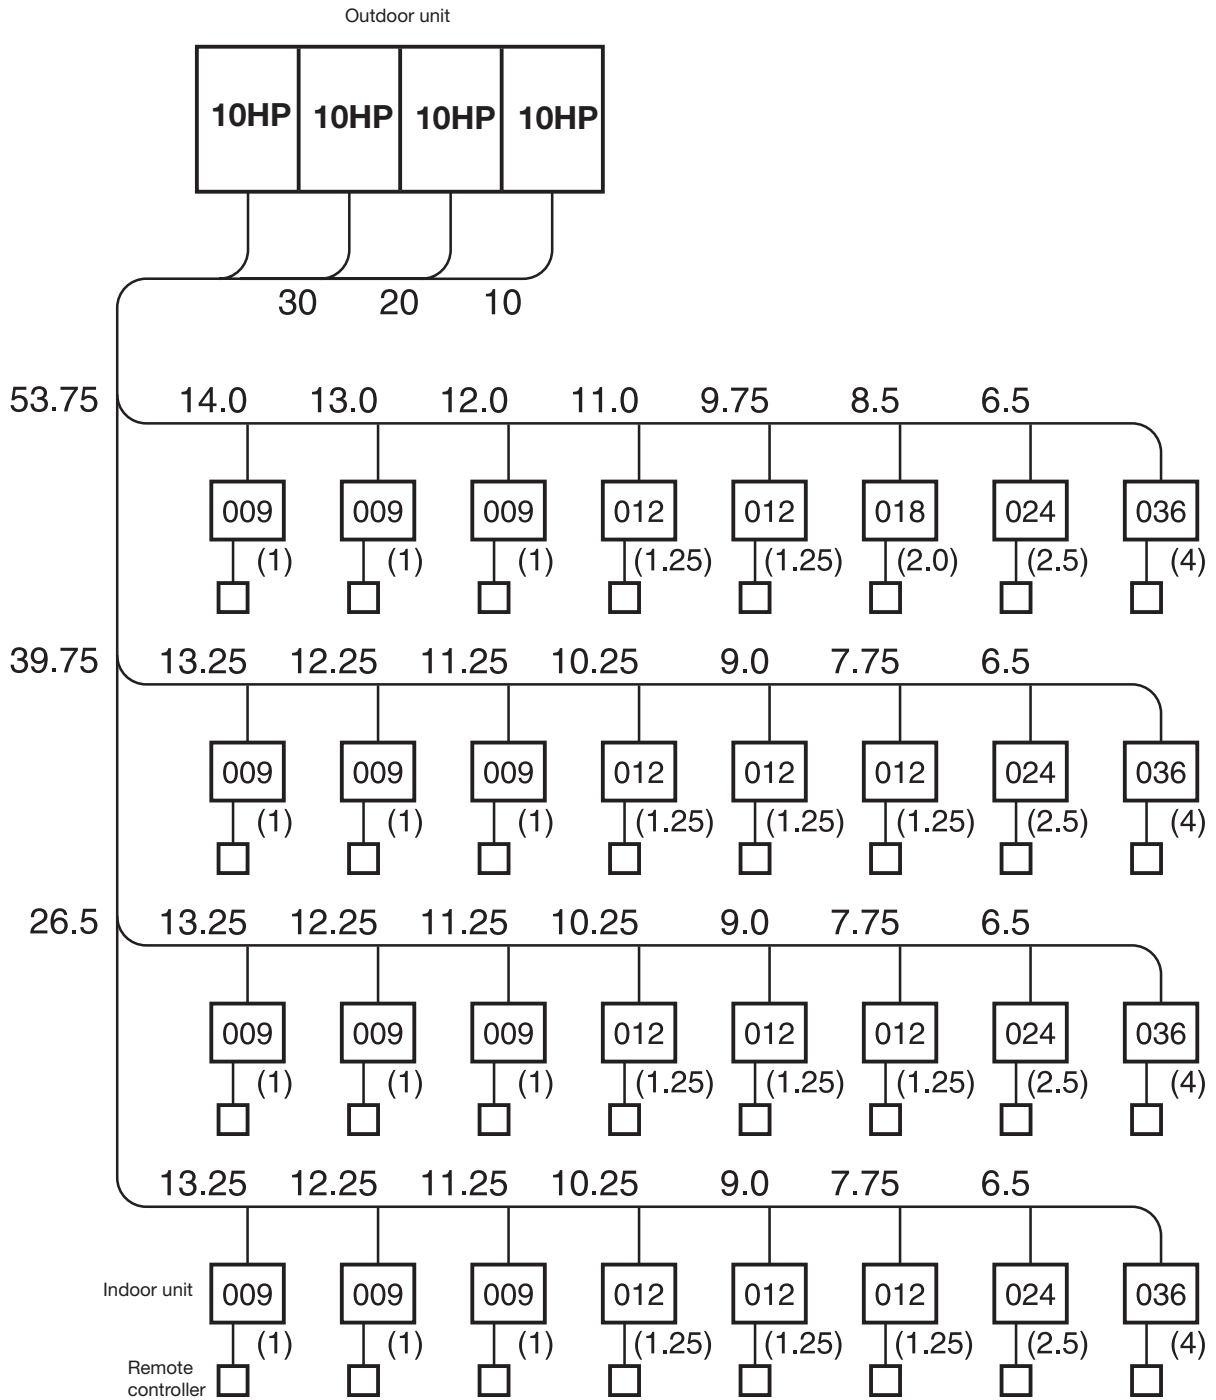 Outdoor unit
10HP 10HP 10HP 10HP
30 20 10
53.75 14.0 13.0 12.0 11.0 9.75 8.5 6.5
009 009 009 012 012 018 024 036
(1) (1) (1) (1.25) (1.25) (2.0) (2.5) (4)
39.75 13.25 12.25 11.25 10.25 9.0 7.75 6.5
009 009 009 012 012 012 024 036
(1) (1) (1) (1.25) (1.25) (1.25) (2.5) (4)
26.5 13.25 12.25 11.25 10.25 9.0 7.75 6.5
009 009 009 012 012 012 024 036
(1) (1) (1) (1.25) (1.25) (1.25) (2.5) (4)
13.25 12.25 11.25 10.25 9.0 7.75 6.5
Indoor unit 009 009 009 012 012 012 024 036
(1) (1) (1) (1.25) (1.25) (1.25) (2.5) (4)
Remote
controller